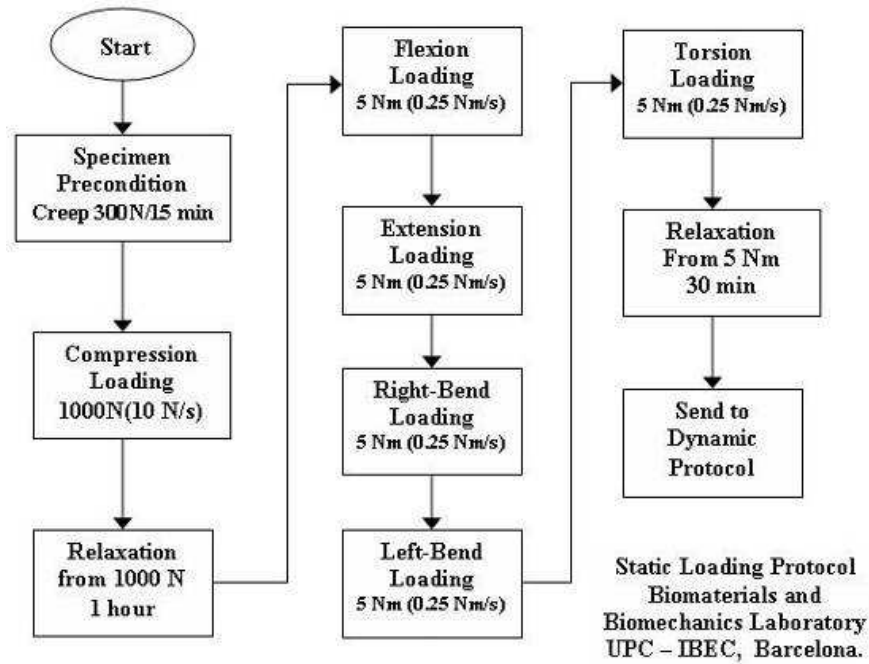 Start
Specimen
Precondition
Creep 300N/15 min
Compression
Loading
1000N(10 N/s)
Relaxation
from 1000 N
1 hour
Flexion
Loading
5 Nm (0.25 Nm/s)
Extension
Loading
5 Nm (0.25 Nm/s)
Right-Bend
Loading
5 Nm (0.25 Nm/s)
Left-Bend
Loading
5 Nm (0.25 Nm/s)
Torsion
Loading
5 Nm (0.25 Nm/s)
Relaxation
From 5 Nm
30 min
Send to
Dynamic
Protocol
Static Loading Protocol
Biomaterials and
Biomechanics Laboratory
UPC – IBEC, Barcelona.